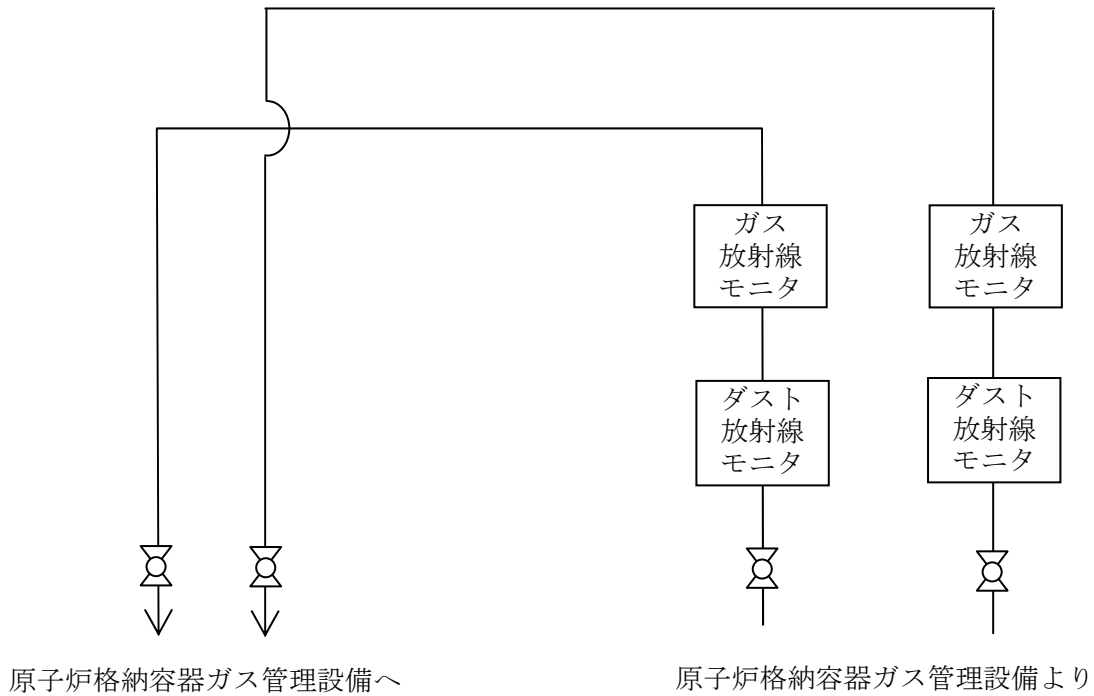 ガス
放射線
モニタ
ガス
放射線
モニタ
ダスト
放射線
モニタ
ダスト
放射線
モニタ
原子炉格納容器ガス管理設備へ
原子炉格納容器ガス管理設備より